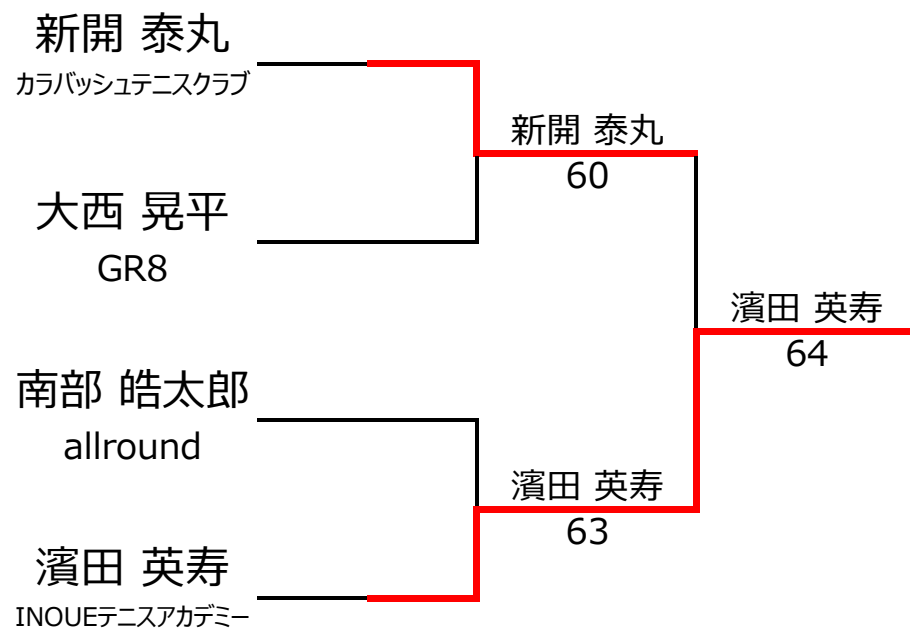 新開 泰丸
カラバッシュテニスクラブ
新開 泰丸
60
大西 晃平
GR8
濱田 英寿
64
南部 皓太郎
allround
濱田 英寿
63
濱田 英寿
INOUEテニスアカデミー